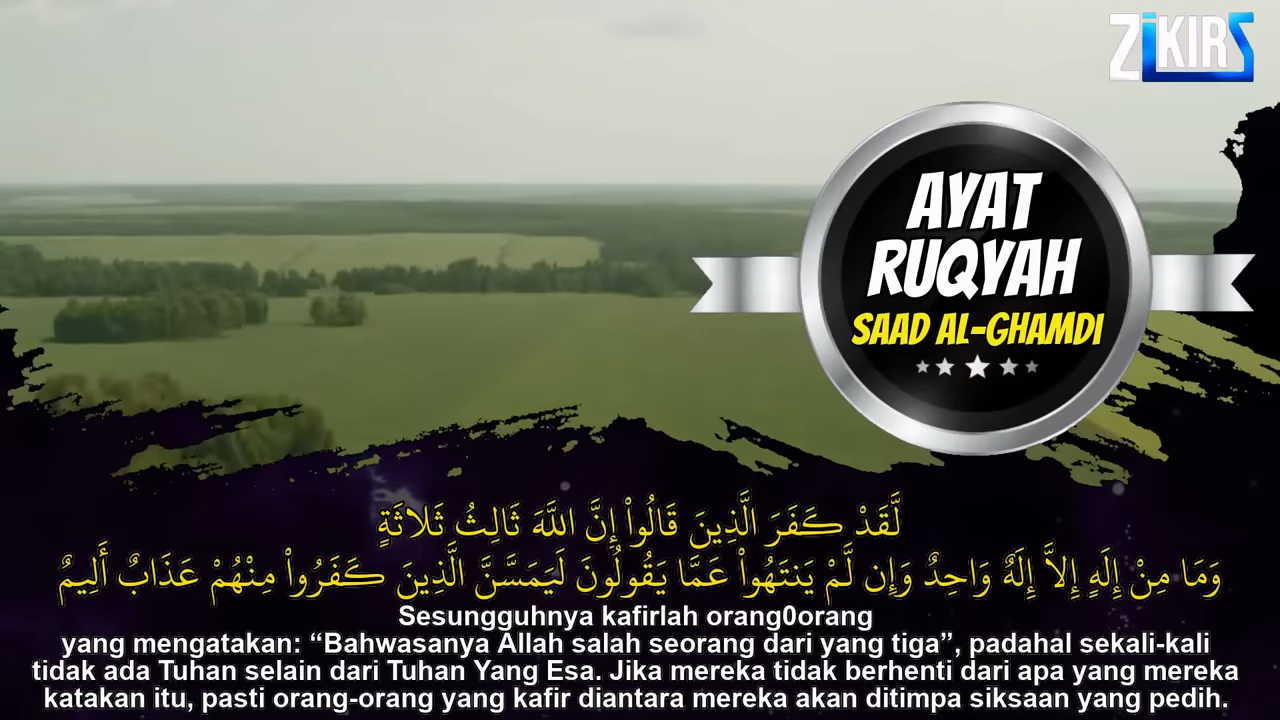 ZIKIRS
AYAT
RUQYAH
SAAD AL-GHAMDI
لَّقَدْ كَفَرَ الَّذِينَ قَالُواْ إِنَّ اللَّهَ ثَالِثُ ثَلاثَةٍ
وَمَا مِنْ إِلَهٍ إِلاَّ إِلَهٌ وَاحِدٌ وَإِن لَّمْ يَنتَهُواْ عَمَّا يَقُولُونَ لَيَمَسَّنَّ الَّذِينَ كَفَرُواْ مِنْهُمْ عَذَابٌ أَلِيمٌ
Sesungguhnya kafirlah orang0orang
yang mengatakan: “Bahwasanya Allah salah seorang dari yang tiga”, padahal sekali-kali
tidak ada Tuhan selain dari Tuhan Yang Esa. Jika mereka tidak berhenti dari apa yang mereka
katakan itu, pasti orang-orang yang kafir diantara mereka akan ditimpa siksaan yang pedih.